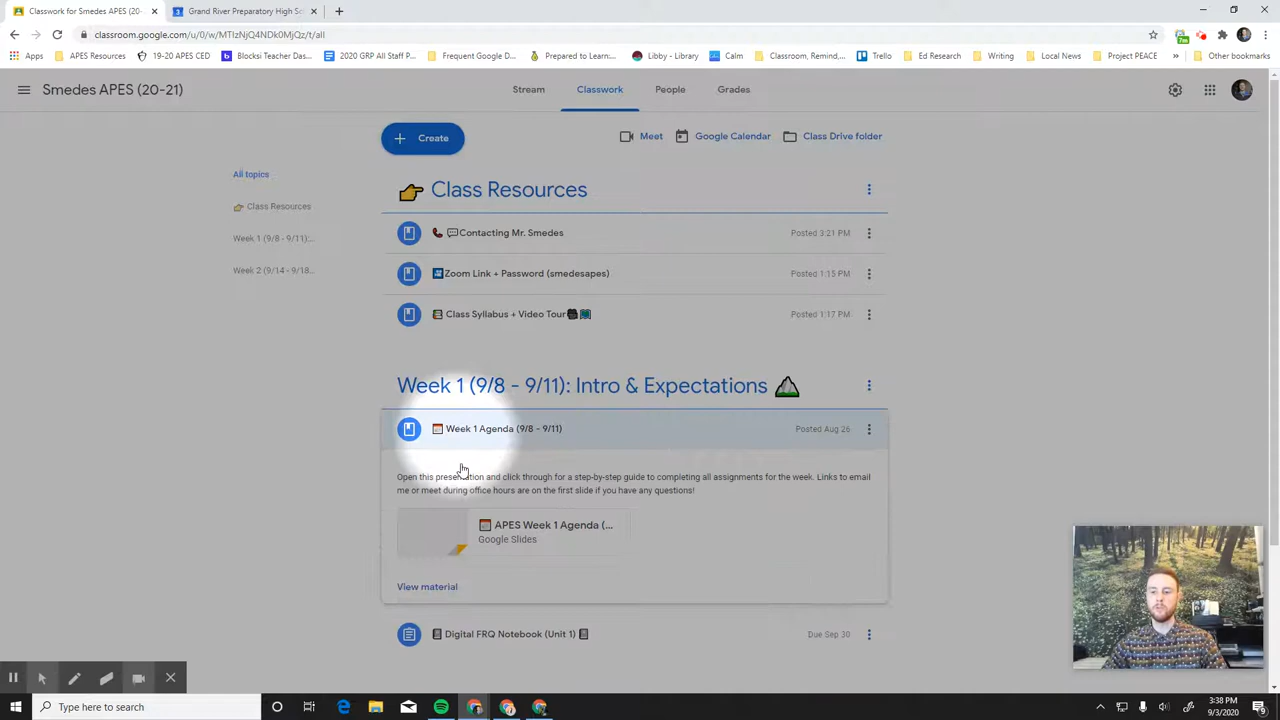 Classwork for Smedes APES (20-21)
Grand River Preparatory High Sc
classroom.google.com/u/0/w/MTIzNjQ4NDk0MjQz/t/all
Apps
APES Resources
19-20 APES CED
Blocksi Teacher Das...
2020 GRP All Staff P...
Frequent Google D...
Prepared to Learn:...
Libby - Library
Calm
Classroom, Remind,...
Trello
Ed Research
Writing
Local News
Project PEACE
Other bookmarks
Smedes APES (20-21)
Stream
Classwork
People
Grades
Create
Meet
Google Calendar
Class Drive folder
All topics
Class Resources
Week 1 (9/8 - 9/11):...
Week 2 (9/14 - 9/18...
Class Resources
Contacting Mr. Smedes
Posted 3:21 PM
Zoom Link + Password (smedesapes)
Posted 1:15 PM
Class Syllabus + Video Tour
Posted 1:17 PM
Week 1 (9/8 - 9/11): Intro & Expectations
Week 1 Agenda (9/8 - 9/11)
Posted Aug 26
Open this presentation and click through for a step-by-step guide to completing all assignments for the week. Links to email
me or meet during office hours are on the first slide if you have any questions!
APES Week 1 Agenda (...
Google Slides
View material
Digital FRQ Notebook (Unit 1)
Due Sep 30
Type here to search
3:38 PM
9/3/2020